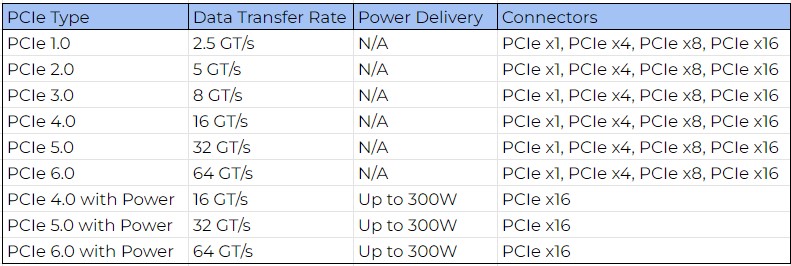 PCIe Type Data Transfer Rate Power Delivery Connectors
PCIe 1.0 2.5 GT/s N/A PCIe x1, PCIe x4, PCIe x8, PCIe x16
PCIe 2.0 5 GT/s N/A PCIe x1, PCIe x4, PCIe x8, PCIe x16
PCIe 3.0 8 GT/s N/A PCIe x1, PCIe x4, PCIe x8, PCIe x16
PCIe 4.0 16 GT/s N/A PCIe x1, PCIe x4, PCIe x8, PCIe x16
PCIe 5.0 32 GT/s N/A PCIe x1, PCIe x4, PCIe x8, PCIe x16
PCIe 6.0 64 GT/s N/A PCIe x1, PCIe x4, PCIe x8, PCIe x16
PCIe 4.0 with Power 16 GT/s Up to 300W PCIe x16
PCIe 5.0 with Power 32 GT/s Up to 300W PCIe x16
PCIe 6.0 with Power 64 GT/s Up to 300W PCIe x16